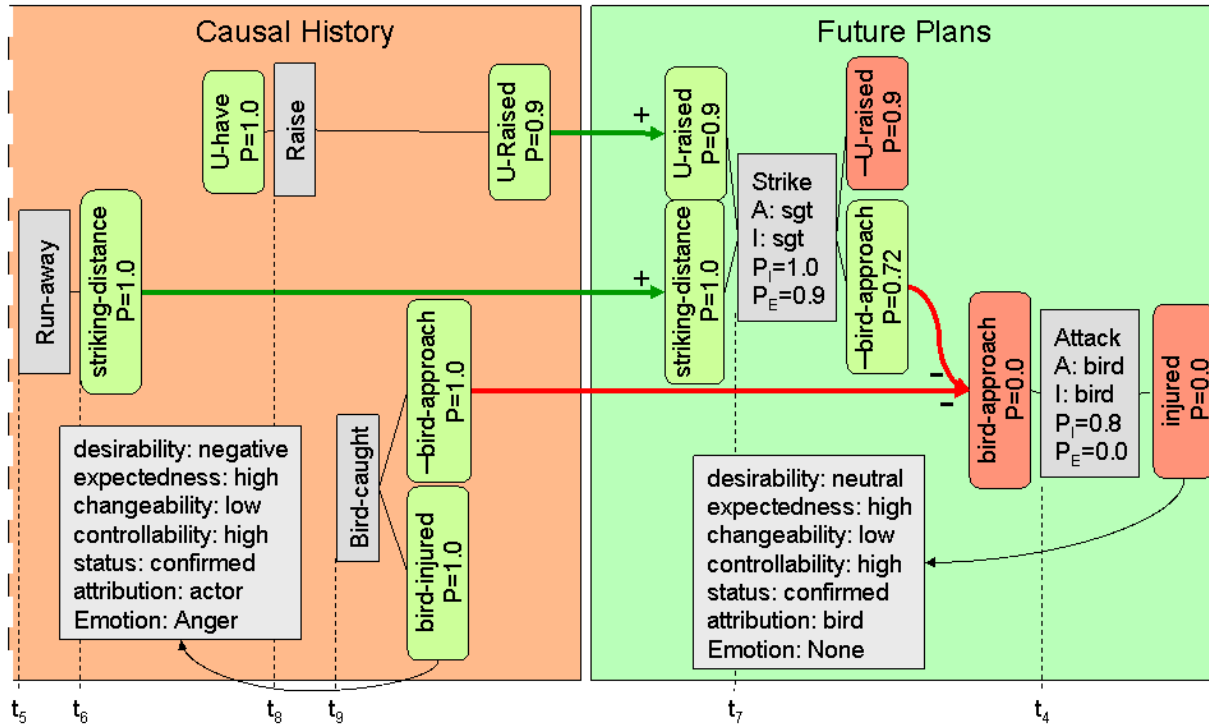 Causal History
Future Plans
U-have
P=1.0
Raise
U-Raised
P=0.9
+
U-raised
P=0.9
¬U-raised
P=0.9
Strike
A: sgt
I: sgt
P_I=1.0
P_E=0.9
Run-away
striking-distance
P=1.0
+
striking-distance
P=1.0
¬bird-approach
P=0.72
¬bird-approach
P=1.0
-
-
bird-approach
P=0.0
Attack
A: bird
I: bird
P_I=0.8
P_E=0.0
injured
P=0.0
Bird-caught
bird-injured
P=1.0
desirability: negative
expectedness: high
changeability: low
controllability: high
status: confirmed
attribution: actor
Emotion: Anger
desirability: neutral
expectedness: high
changeability: low
controllability: high
status: confirmed
attribution: bird
Emotion: None
t5
t6
t8
t9
t7
t4